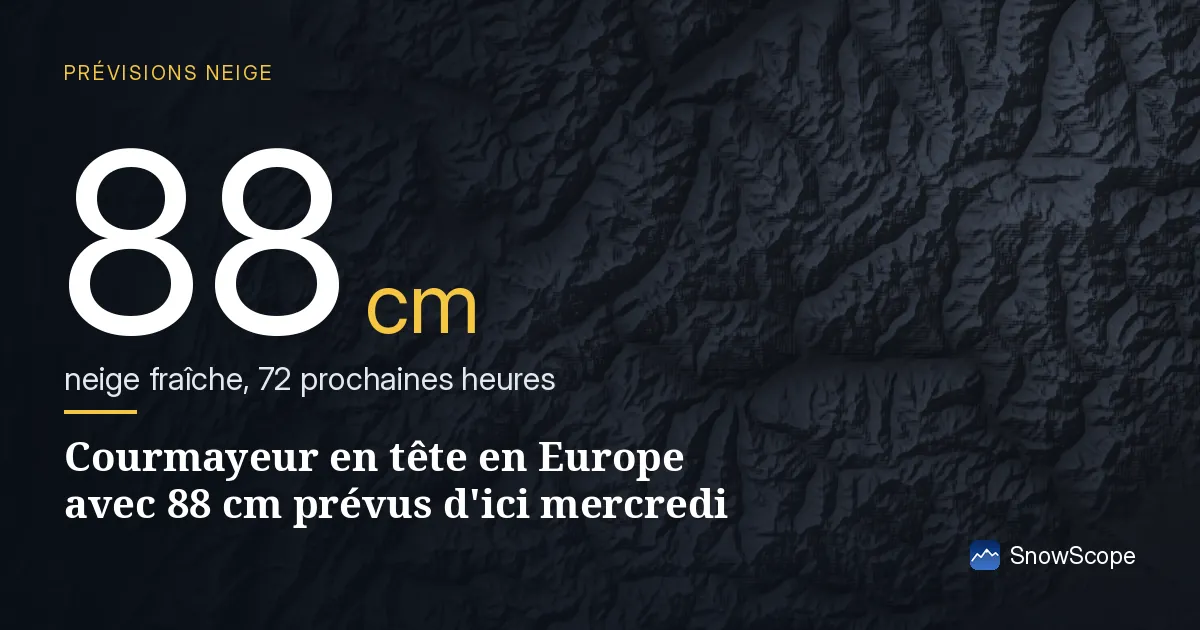 PRÉVISIONS NEIGE
88 cm
neige fraîche, 72 prochaines heures
Courmayeur en tête en Europe
avec 88 cm prévus d'ici mercredi
SnowScope